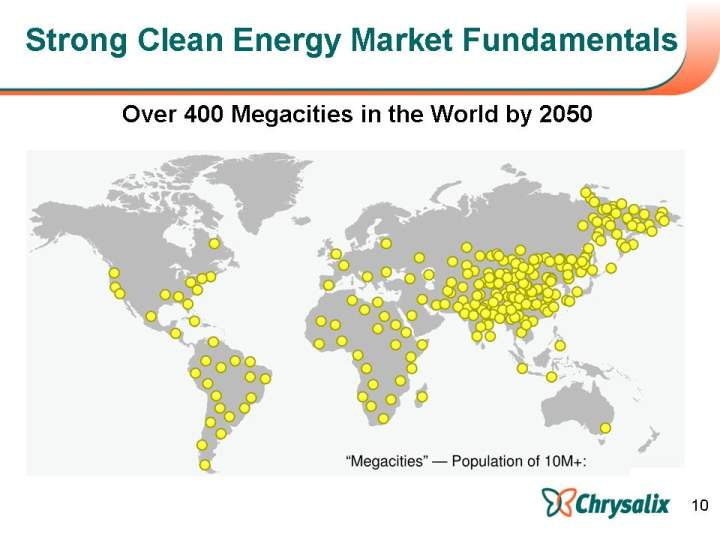 Strong Clean Energy Market Fundamentals
Over 400 Megacities in the World by 2050
“Megacities” — Population of 10M+:
Chrysalix
10